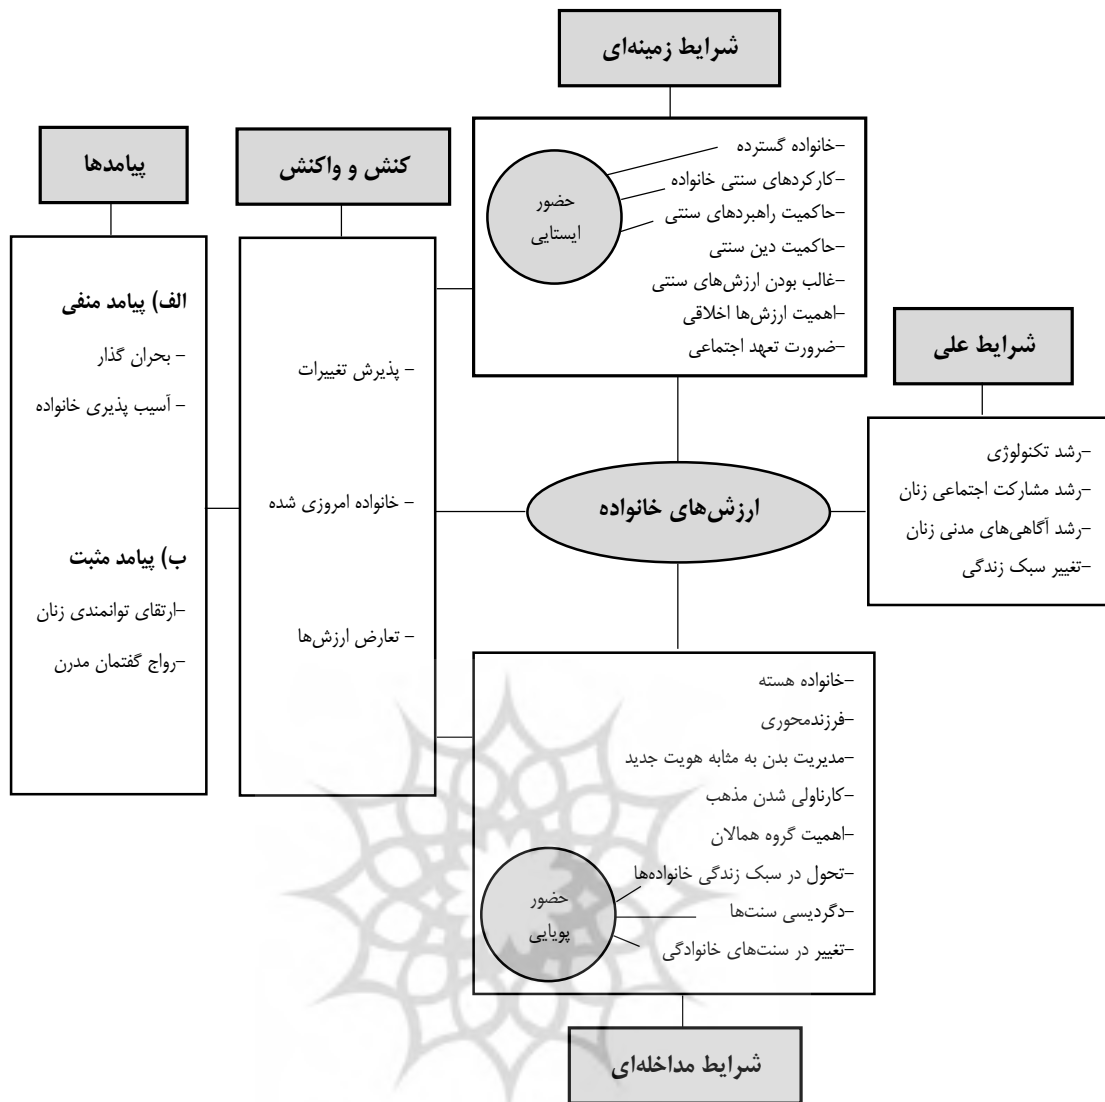 شرایط زمینه‌ای
-خانواده گسترده
-کارکردهای سنتی خانواده
-حاکمیت راهبردهای سنتی
-حاکمیت دین سنتی
-غالب بودن ارزش‌های سنتی
-اهمیت ارزش‌ها اخلاقی
-ضرورت تعهد اجتماعی
حضور
ایستایی
شرایط علی
-رشد تکنولوژی
-رشد مشارکت اجتماعی زنان
-رشد آگاهی‌های مدنی زنان
-تغییر سبک زندگی
ارزش‌های خانواده
کنش و واکنش
- پذیرش تغییرات
- خانواده امروزی شده
- تعارض ارزش‌ها
پیامدها
الف) پیامد منفی
- بحران گذار
- آسیب پذیری خانواده
ب) پیامد مثبت
-ارتقای توانمندی زنان
-رواج گفتمان مدرن
-خانواده هسته
-فرزندمحوری
-مدیریت بدن به مثابه هویت جدید
-کارناولی شدن مذهب
-اهمیت گروه همالان
-تحول در سبک زندگی خانواده‌ها
-دگردیسی سنت‌ها
-تغییر در سنت‌های خانوادگی
حضور
پویایی
شرایط مداخله‌ای